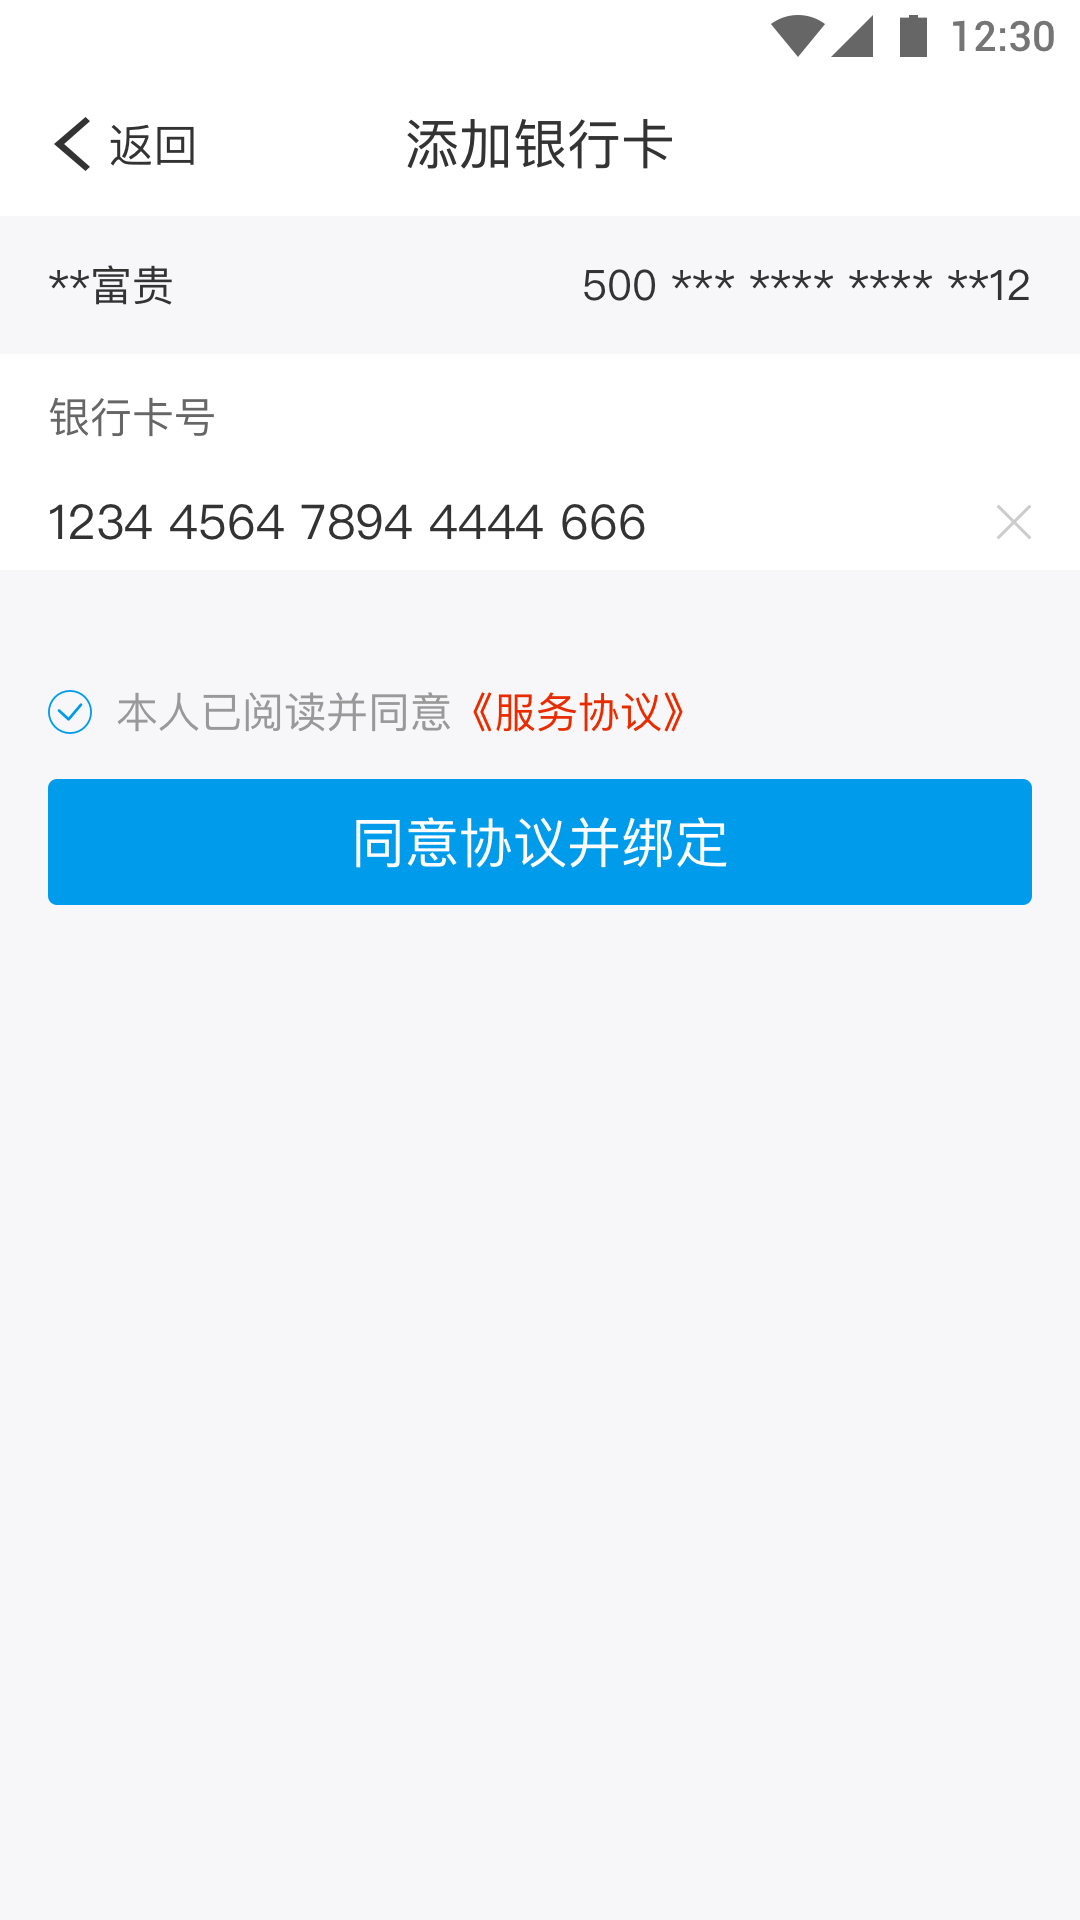 12:30
返回
添加银行卡
**富贵 500 *** **** **** **12
银行卡号
1234 4564 7894 4444 666
本人已阅读并同意《服务协议》
同意协议并绑定